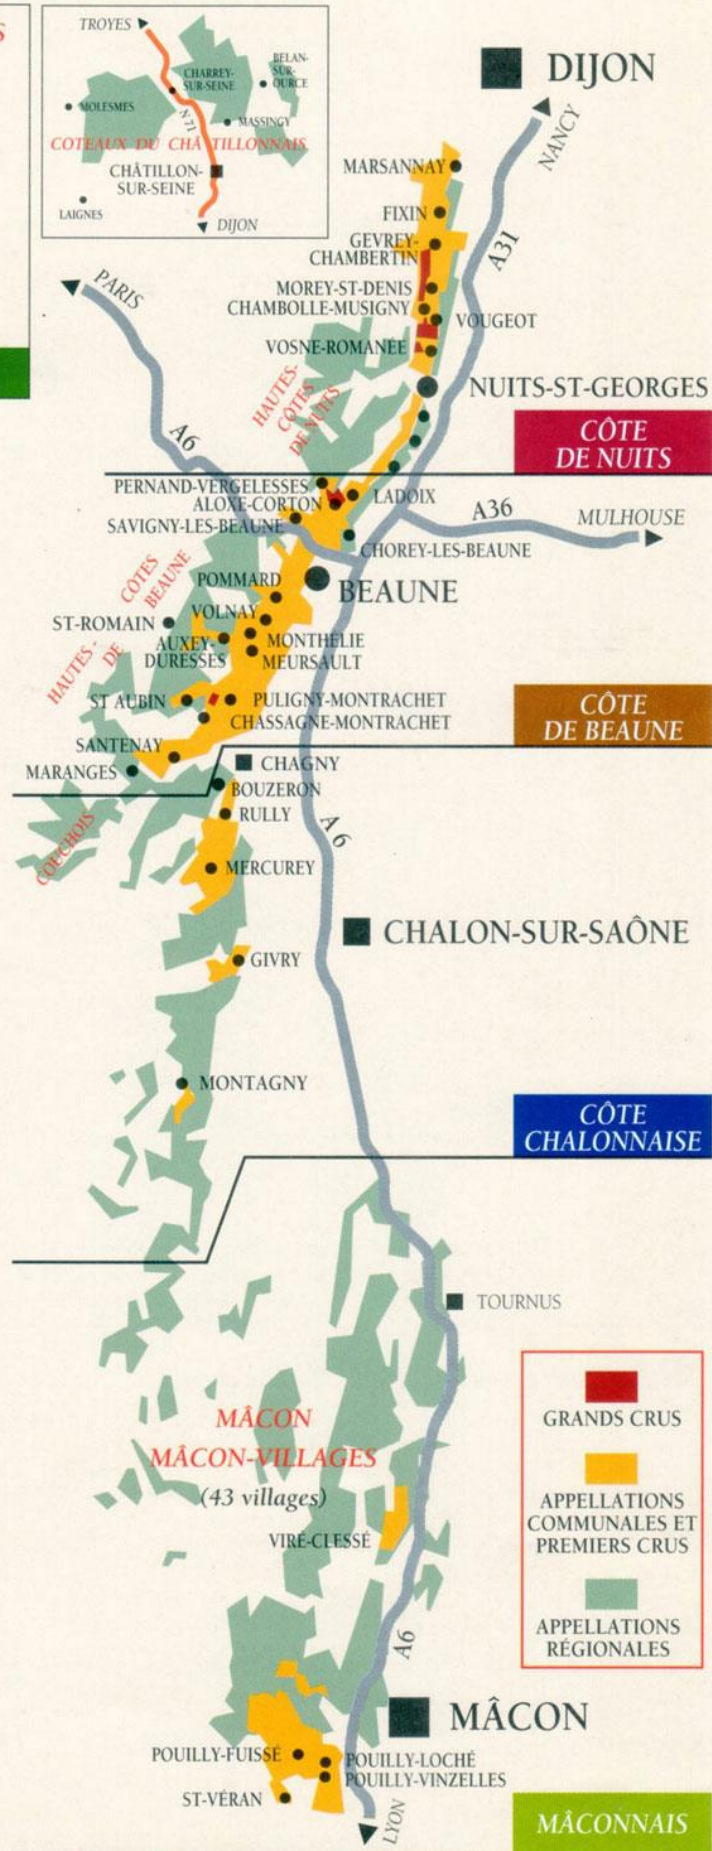 S
TROYES
BELAN-
SUR-
OURCE
CHARREY-
SUR-SEINE
MOLESMES
N 71
MASSINGY
COTEAUX DU CHÂTILLONNAIS
CHÂTILLON-
SUR-SEINE
LAIGNES
DIJON
DIJON
NANCY
MARSANNAY
FIXIN
GEVREY-
CHAMBERTIN
A31
PARIS
MOREY-ST-DENIS
CHAMBOLLE-MUSIGNY
VOUGEOT
VOSNE-ROMANÉE
HAUTES-
CÔTES
DE NUITS
NUITS-ST-GEORGES
A6
CÔTE
DE NUITS
PERNAND-VERGELESSES
ALOXE-CORTON
LADOIX
SAVIGNY-LES-BEAUNE
A36
MULHOUSE
CHOREY-LES-BEAUNE
HAUTES-
CÔTES
DE
BEAUNE
POMMARD
BEAUNE
VOLNAY
ST-ROMAIN
AUXEY-
DURESSES
MONTHELIE
MEURSAULT
ST AUBIN
PULIGNY-MONTRACHET
CHASSAGNE-MONTRACHET
CÔTE
DE BEAUNE
SANTENAY
MARANGES
CHAGNY
BOUZERON
RULLY
A 6
COUCHOIS
MERCUREY
CHALON-SUR-SAÔNE
GIVRY
MONTAGNY
CÔTE
CHALONNAISE
TOURNUS
GRANDS CRUS
APPELLATIONS
COMMUNALES ET
PREMIERS CRUS
APPELLATIONS
RÉGIONALES
MÂCON
MÂCON-VILLAGES
(43 villages)
VIRÉ-CLESSÉ
A6
MÂCON
POUILLY-FUISSÉ
POUILLY-LOCHÉ
POUILLY-VINZELLES
ST-VÉRAN
LYON
MÂCONNAIS